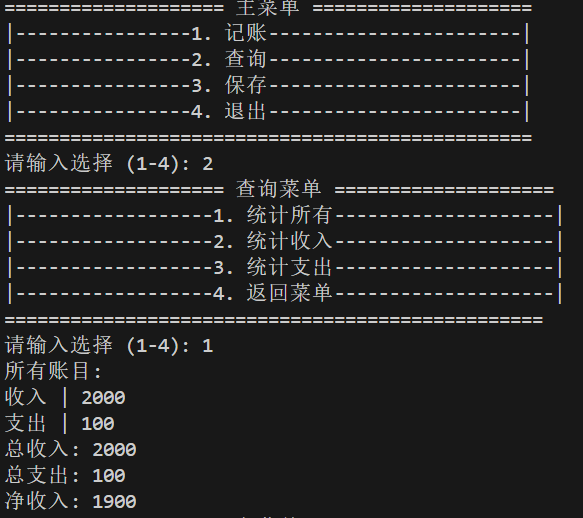 ==================== 主菜单 ====================
|----------------1. 记账-----------------------|
|----------------2. 查询-----------------------|
|----------------3. 保存-----------------------|
|----------------4. 退出-----------------------|
================================================
请输入选择 (1-4): 2
==================== 查询菜单 ====================
|------------------1. 统计所有--------------------|
|------------------2. 统计收入--------------------|
|------------------3. 统计支出--------------------|
|------------------4. 返回菜单--------------------|
=================================================
请输入选择 (1-4): 1
所有账目:
收入 | 2000
支出 | 100
总收入: 2000
总支出: 100
净收入: 1900